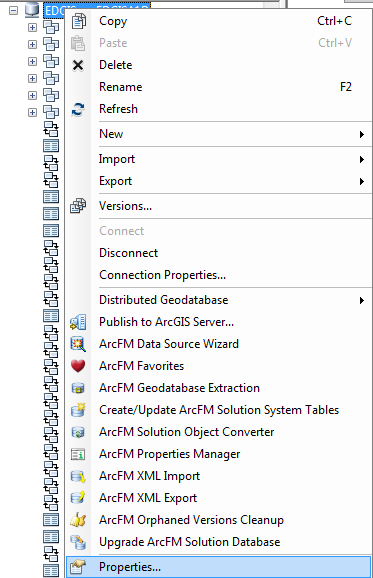 Copy Ctrl+C
Paste Ctrl+V
Delete
Rename F2
Refresh
New
Import
Export
Versions...
Connect
Disconnect
Connection Properties...
Distributed Geodatabase
Publish to ArcGIS Server...
ArcFM Data Source Wizard
ArcFM Favorites
ArcFM Geodatabase Extraction
Create/Update ArcFM Solution System Tables
ArcFM Solution Object Converter
ArcFM Properties Manager
ArcFM XML Import
ArcFM XML Export
ArcFM Orphaned Versions Cleanup
Upgrade ArcFM Solution Database
Properties...